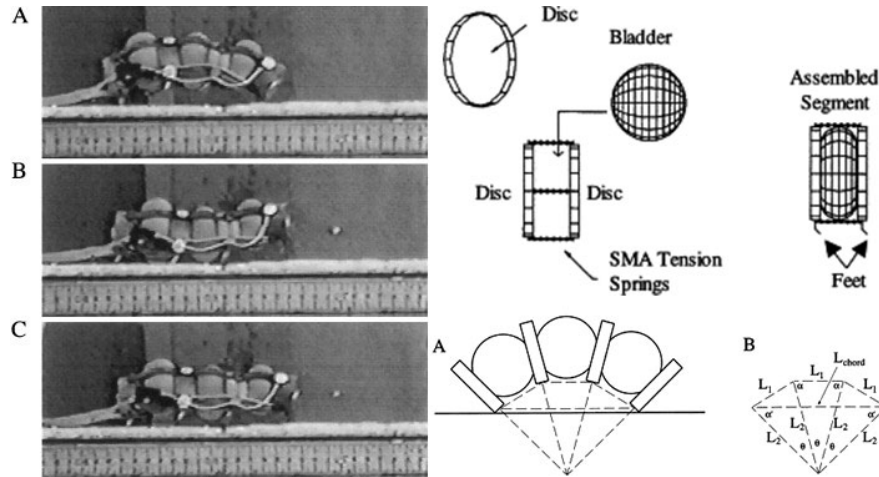 A
B
C
Disc
Bladder
Disc
Disc
SMA Tension
Springs
Assembled
Segment
Feet
A
B
L_chord
L₁
L₁
L₁
α
α
α'
α'
L₂
L₂
L₂
L₂
θ
θ
θ